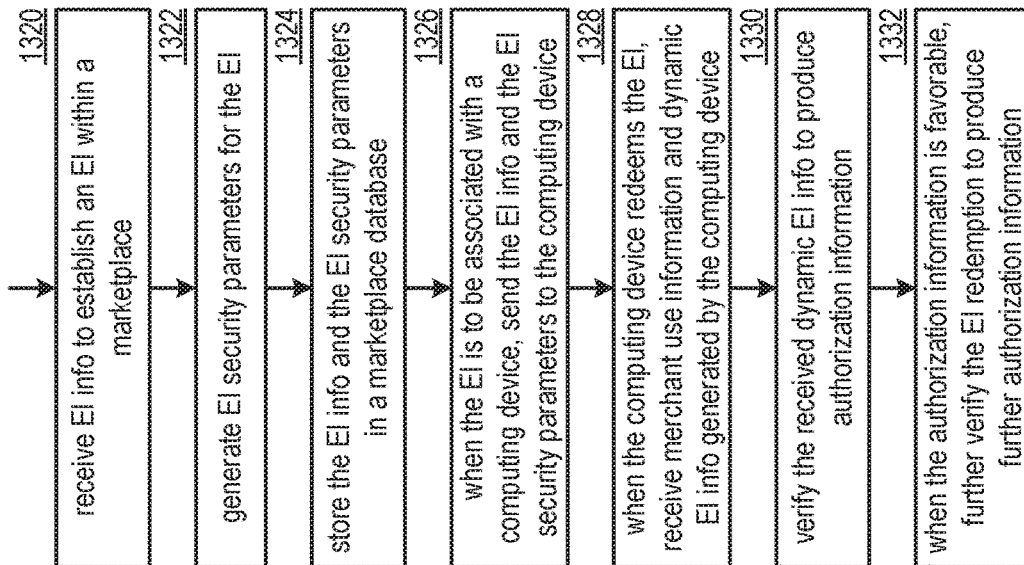 1320
receive EI info to establish an EI within a
marketplace
1322
generate EI security parameters for the EI
1324
store the EI info and the EI security parameters
in a marketplace database
1326
when the EI is to be associated with a
computing device, send the EI info and the EI
security parameters to the computing device
1328
when the computing device redeems the EI,
receive merchant use information and dynamic
EI info generated by the computing device
1330
verify the received dynamic EI info to produce
authorization information
1332
when the authorization information is favorable,
further verify the EI redemption to produce
further authorization information